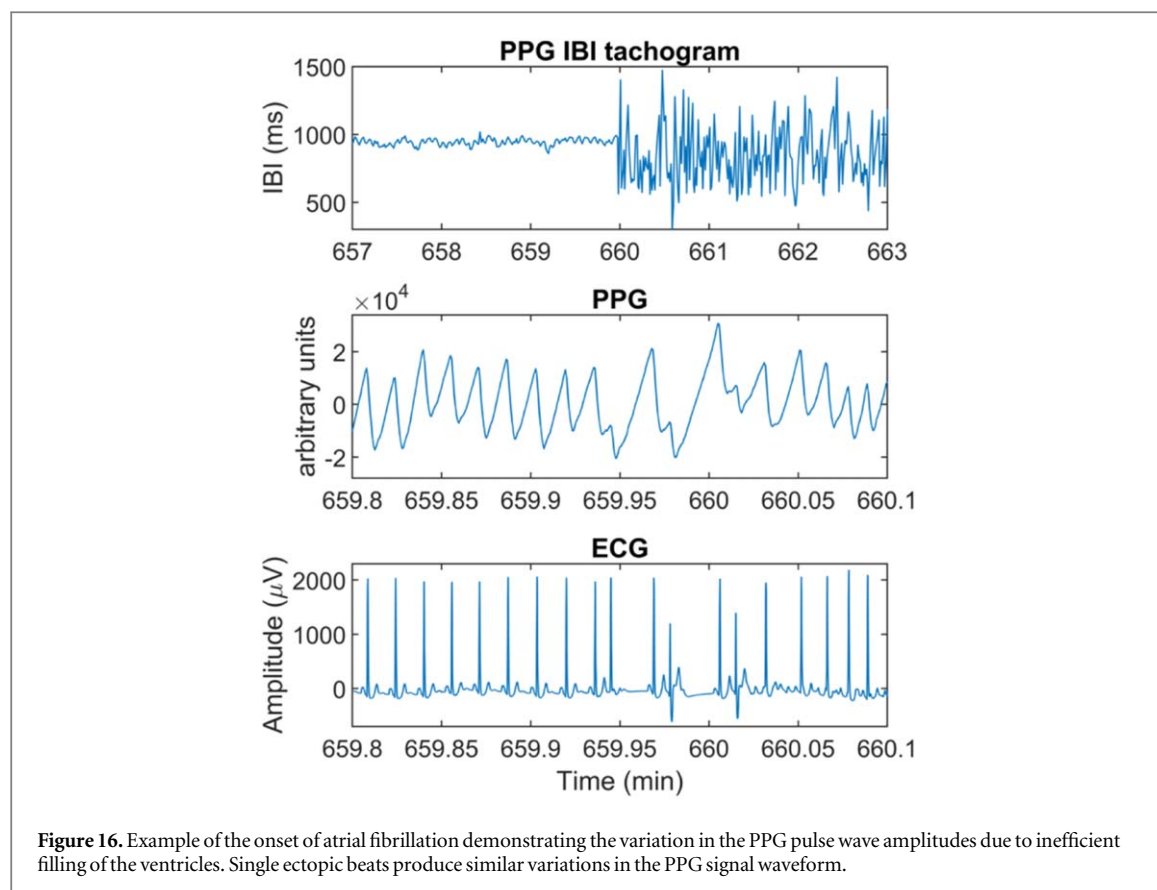 PPG IBI tachogram
IBI (ms)
1500
1000
500
657 658 659 660 661 662 663
PPG
×10^4
arbitrary units
2
0
-2
659.8 659.85 659.9 659.95 660 660.05 660.1
ECG
Amplitude (μV)
2000
1000
0
659.8 659.85 659.9 659.95 660 660.05 660.1
Time (min)
Figure 16. Example of the onset of atrial fibrillation demonstrating the variation in the PPG pulse wave amplitudes due to inefficient
filling of the ventricles. Single ectopic beats produce similar variations in the PPG signal waveform.